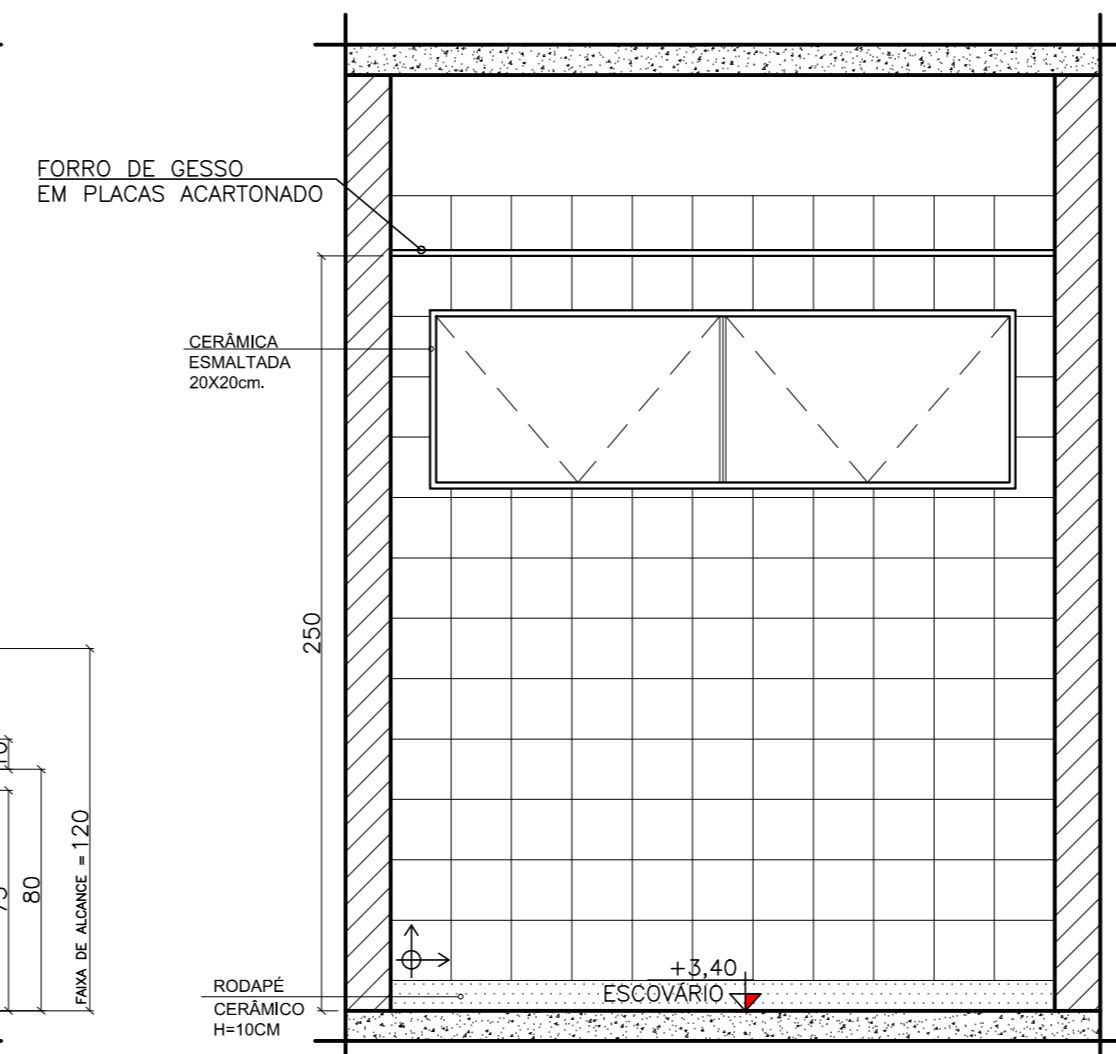 FORRO DE GESSO
EM PLACAS ACARTONADO
CERÂMICA
ESMALTADA
20X20cm.
250
80
FAIXA DE ALCANCE = 120
+3,40
ESCOVÁRIO
RODAPÉ
CERÂMICO
H=10CM